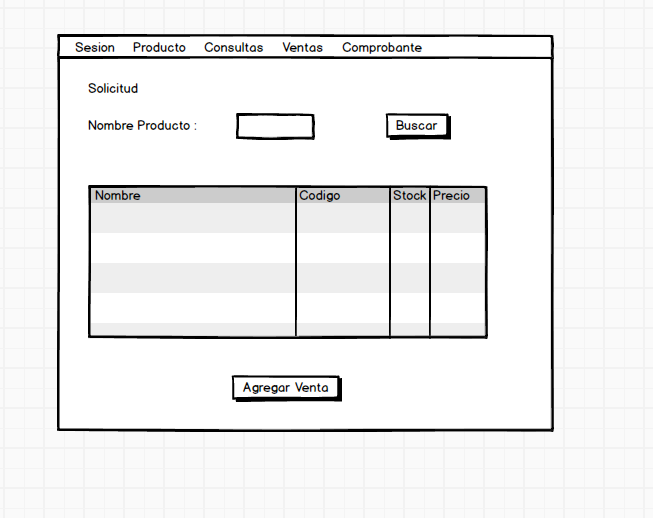 Sesion Producto Consultas Ventas Comprobante
Solicitud
Nombre Producto : Buscar
Nombre Codigo Stock Precio
Agregar Venta